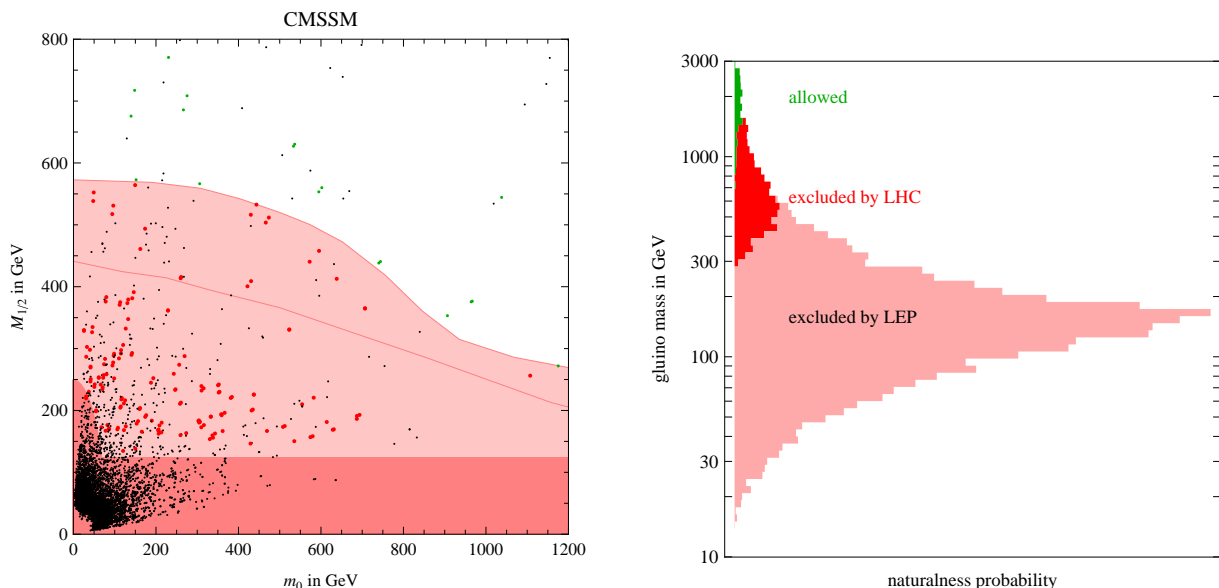 CMSSM
800
600
400
200
0
0
200
400
600
800
1000
1200
M1/2 in GeV
m0 in GeV
3000
1000
300
100
30
10
gluino mass in GeV
allowed
excluded by LHC
excluded by LEP
naturalness probability